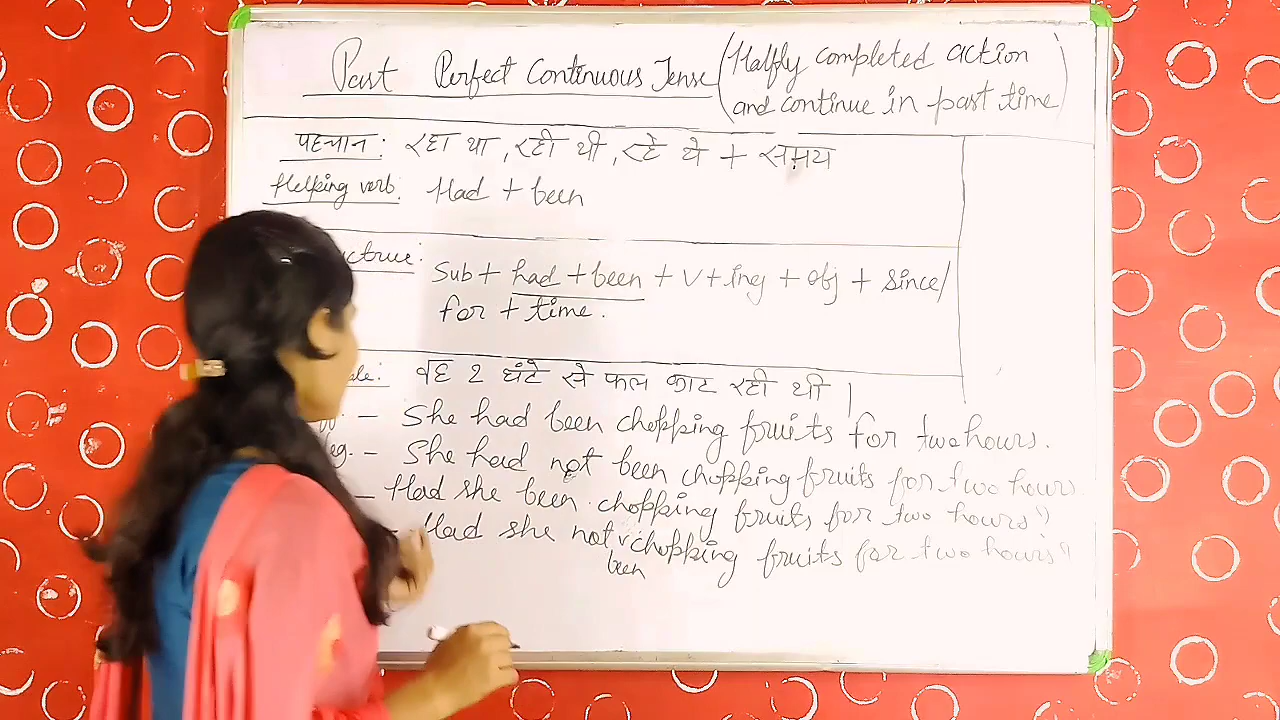 Past Perfect Continuous Tense (Halfly completed action
and continue in past time)
पहचान: रहा था, रही थी, रहे थे + समय
Helping verb: Had + been
uctrue: Sub + had + been + V + ing + obj + Since/
for + time.
le: वह 2 घंटे से फल काट रही थी |
- She had been chopping fruits for two hours.
eg. - She had not been chopping fruits for two hours.
- Had she been chopping fruits for two hours?
- Had she not chopping fruits for two hours?
been